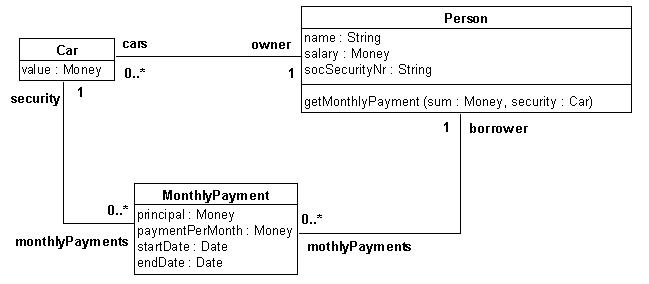 Person
name : String
salary : Money
socSecurityNr : String
getMonthlyPayment (sum : Money, security : Car)
cars
owner
Car
value : Money
0..*
1
security
1
1
borrower
MonthlyPayment
principal : Money
paymentPerMonth : Money
startDate : Date
endDate : Date
0..*
0..*
monthlyPayments
mothlyPayments